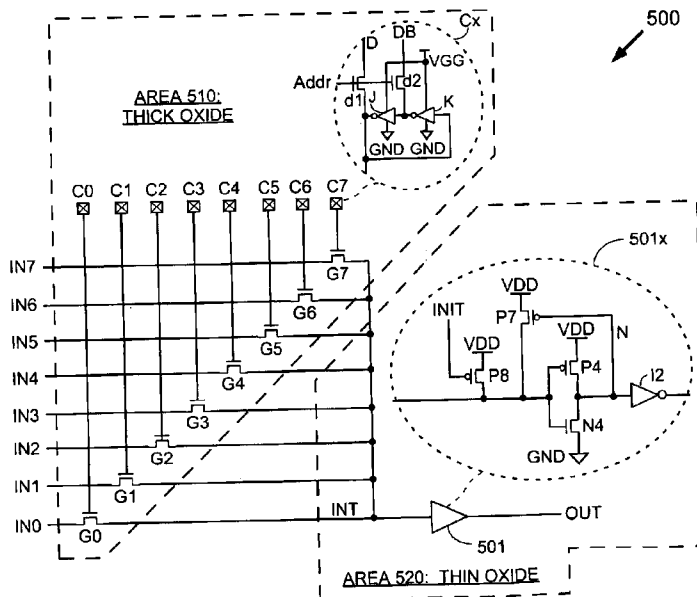 500
Cx
D DB
VGG
Addr
d1 J d2 K
GND GND
AREA 510:
THICK OXIDE
C0 C1 C2 C3 C4 C5 C6 C7
IN7 G7
IN6 G6
IN5 G5
IN4 G4
IN3 G3
IN2 G2
IN1 G1
IN0 G0
INT
501
OUT
501x
VDD
INIT P7
VDD VDD N
P8 P4 I2
N4
GND
AREA 520: THIN OXIDE